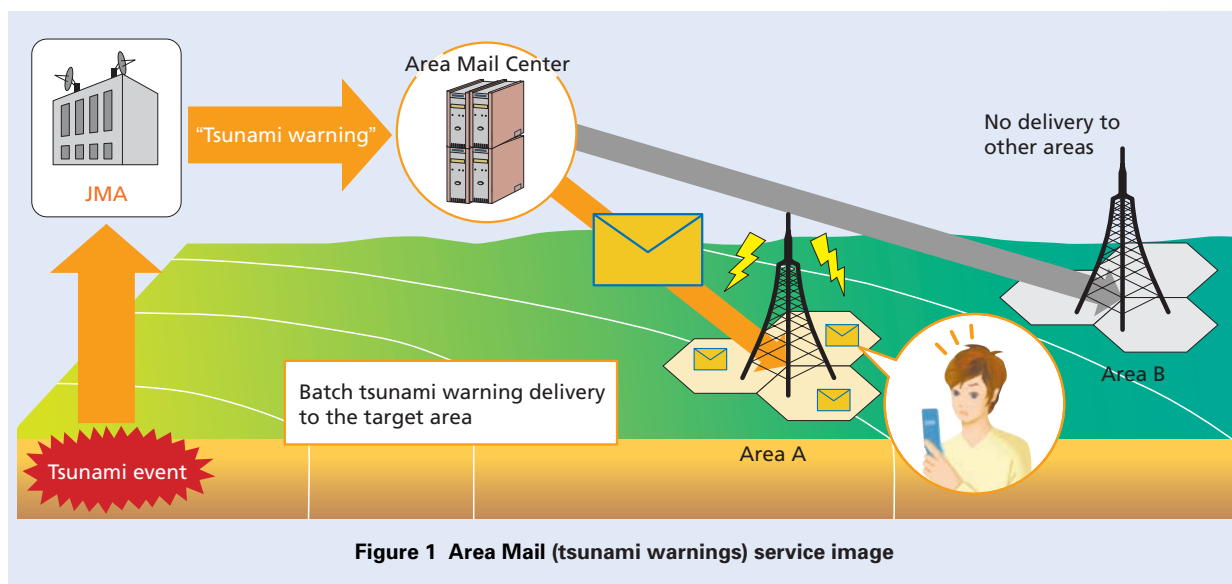 Area Mail Center
"Tsunami warning"
JMA
No delivery to
other areas
Batch tsunami warning delivery
to the target area
Area B
Area A
Tsunami event
Figure 1 Area Mail (tsunami warnings) service image